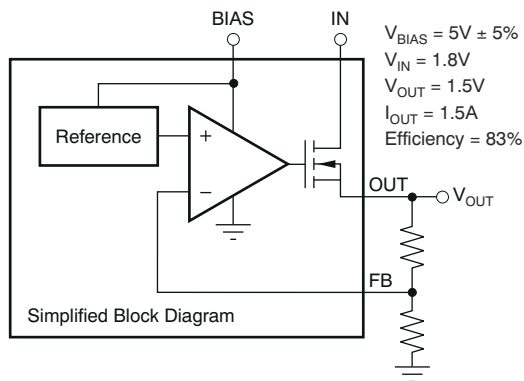 BIAS
IN
V_BIAS = 5V ± 5%
V_IN = 1.8V
V_OUT = 1.5V
I_OUT = 1.5A
Efficiency = 83%
Reference
+
−
OUT
V_OUT
FB
Simplified Block Diagram